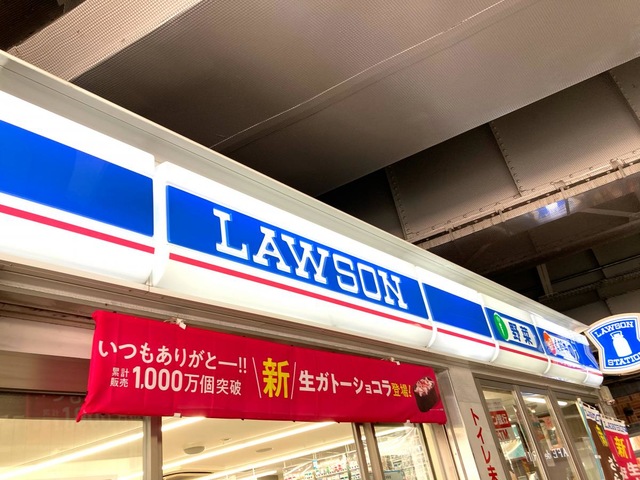 LAWSON
野菜
LAWSON
STATION
いつもありがとー!!
累計
販売 1,000万個突破
\新/ 生ガトーショコラ 登場!
トイレ